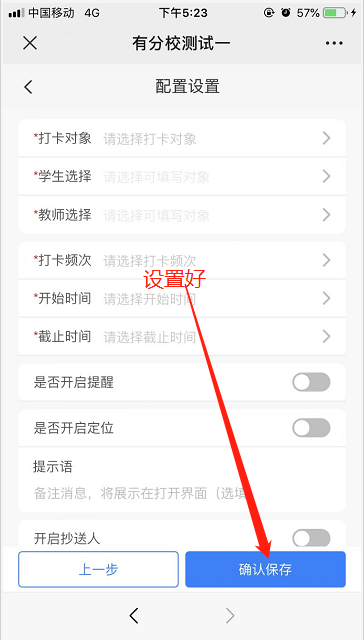 中国移动 4G 下午5:23 57%
有分校测试一
配置设置
*打卡对象 请选择打卡对象
*学生选择 请选择可填写对象
*教师选择 请选择可填写对象
*打卡频次 请选择打卡频次
设置好
*开始时间 请选择开始时间
*截止时间 请选择截止时间
是否开启提醒
是否开启定位
提示语
备注消息，将展示在打开界面（选填
开启抄送人
上一步 确认保存